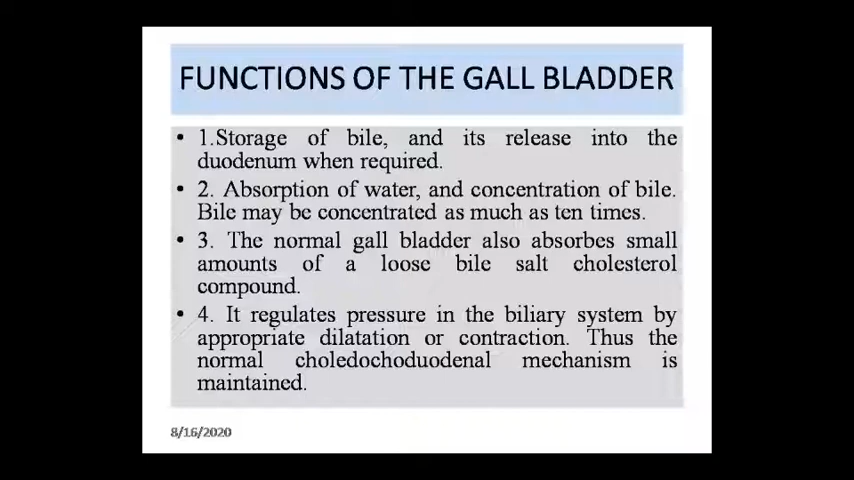 FUNCTIONS OF THE GALL BLADDER
• 1.Storage of bile, and its release into the
duodenum when required.
• 2. Absorption of water, and concentration of bile.
Bile may be concentrated as much as ten times.
• 3. The normal gall bladder also absorbes small
amounts of a loose bile salt cholesterol
compound.
• 4. It regulates pressure in the biliary system by
appropriate dilatation or contraction. Thus the
normal choledochoduodenal mechanism is
maintained.
8/16/2020